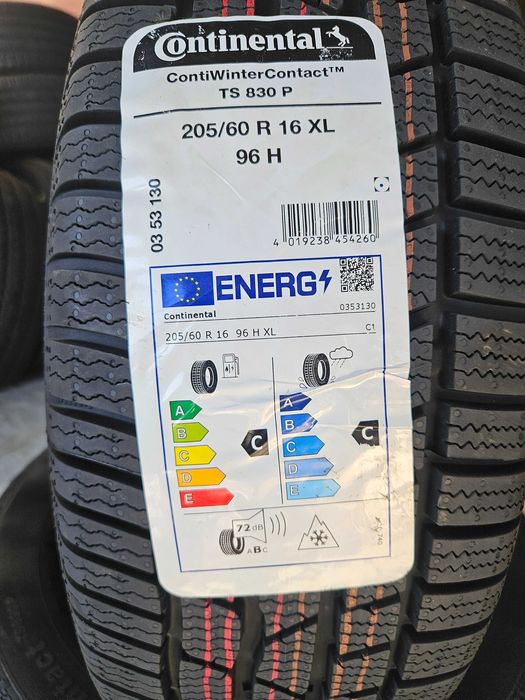 Continental
ContiWinterContact™
TS 830 P
205/60 R 16 XL
96 H
03 53 130
4 019238 454260
ENERG
Continental 0353130
205/60 R 16 96 H XL C1
A A
B B
C C C C
D D
E E
72 dB
ABC